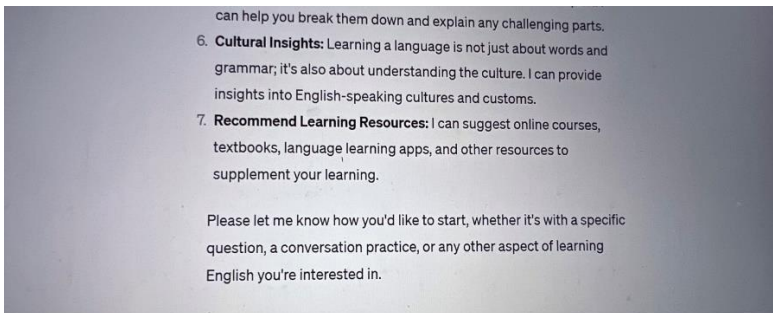 can help you break them down and explain any challenging parts.
6. Cultural Insights: Learning a language is not just about words and
grammar; it's also about understanding the culture. I can provide
insights into English-speaking cultures and customs.
7. Recommend Learning Resources: I can suggest online courses,
textbooks, language learning apps, and other resources to
supplement your learning.
Please let me know how you'd like to start, whether it's with a specific
question, a conversation practice, or any other aspect of learning
English you're interested in.